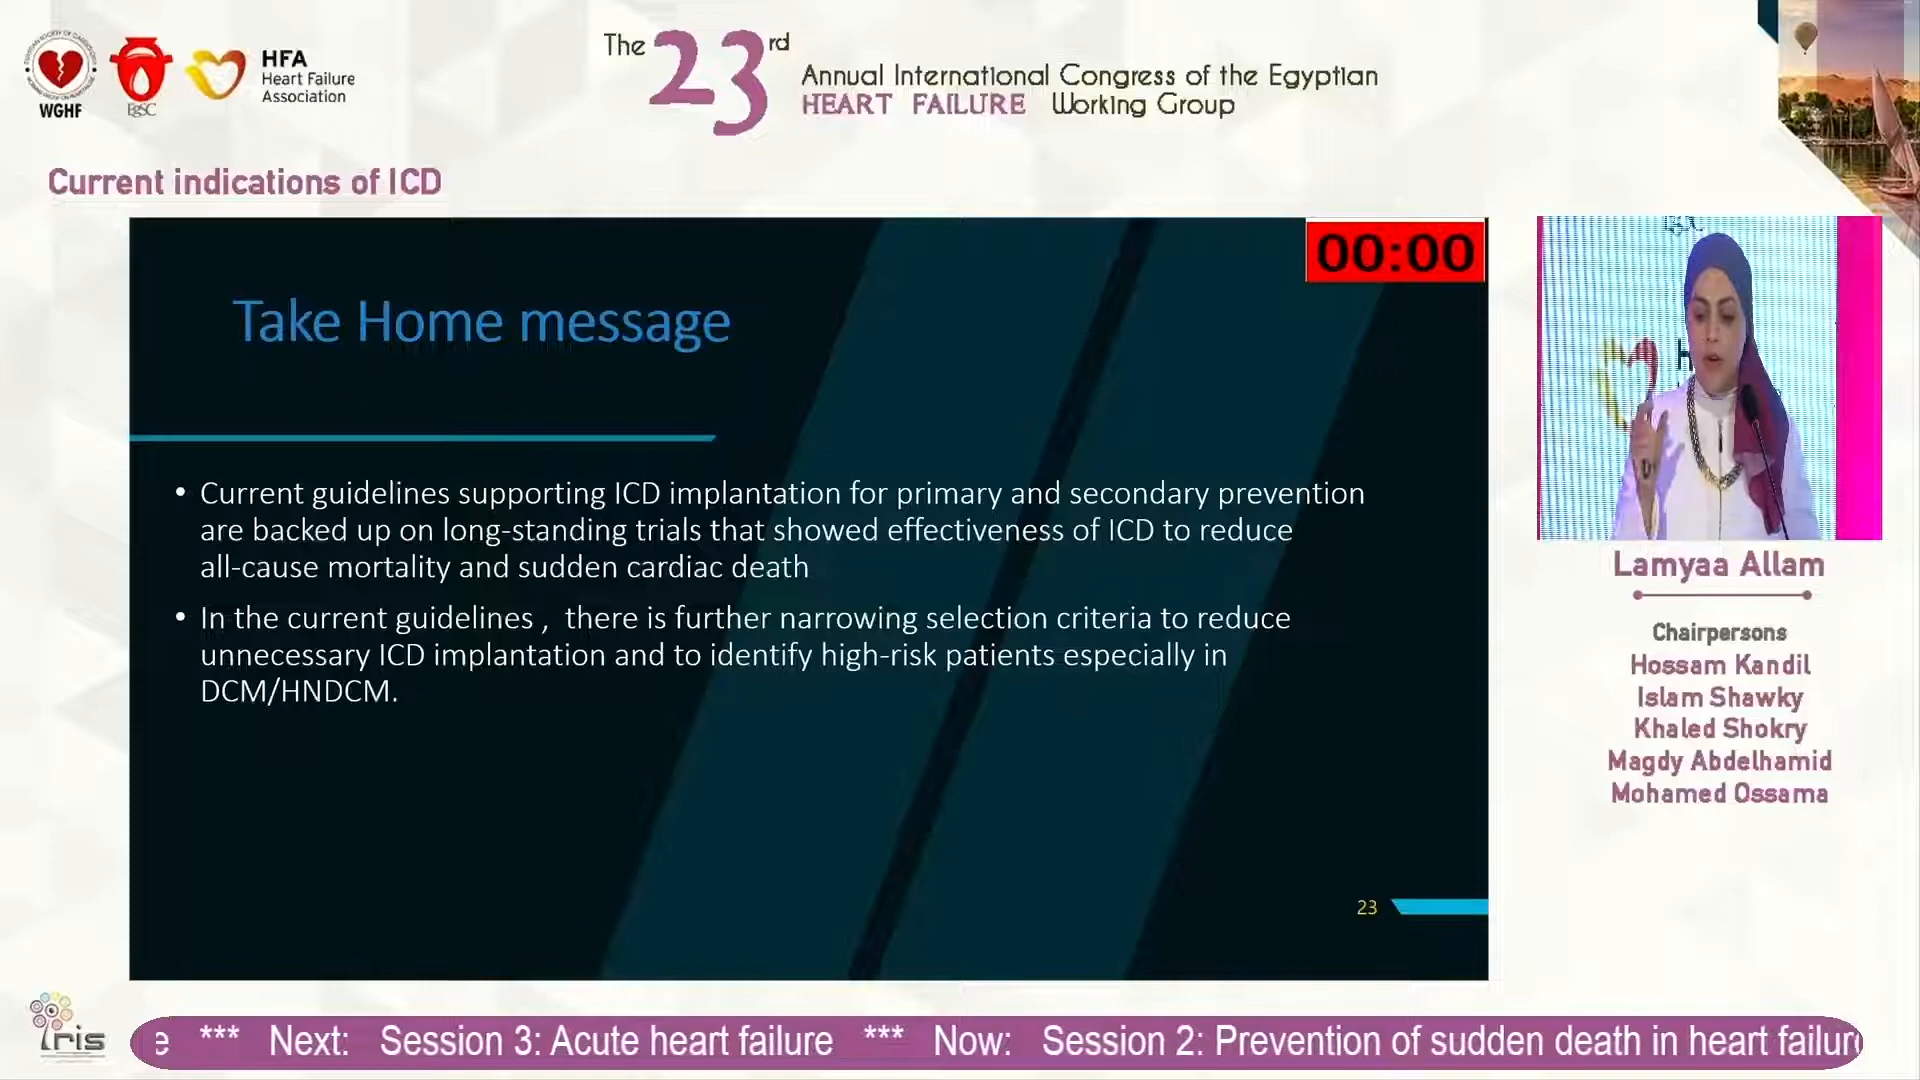 WGHF
EgSC
HFA
Heart Failure
Association
The 23rd
Annual International Congress of the Egyptian
HEART FAILURE Working Group
Current indications of ICD
00:00
Take Home message
• Current guidelines supporting ICD implantation for primary and secondary prevention
are backed up on long-standing trials that showed effectiveness of ICD to reduce
all-cause mortality and sudden cardiac death
• In the current guidelines , there is further narrowing selection criteria to reduce
unnecessary ICD implantation and to identify high-risk patients especially in
DCM/HNDCM.
23
Lamyaa Allam
Chairpersons
Hossam Kandil
Islam Shawky
Khaled Shokry
Magdy Abdelhamid
Mohamed Ossama
Iris
e *** Next: Session 3: Acute heart failure *** Now: Session 2: Prevention of sudden death in heart failur